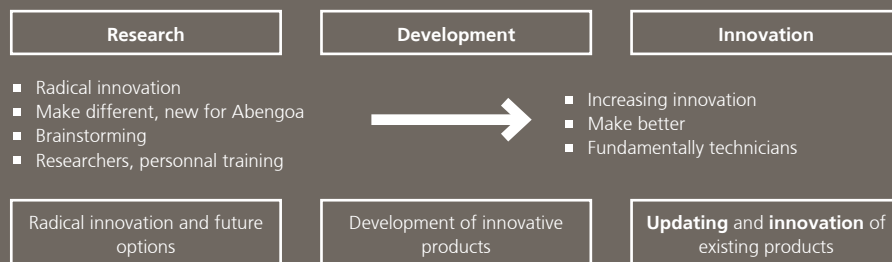 Research
Development
Innovation
Radical innovation
Make different, new for Abengoa
Brainstorming
Researchers, personnal training
Increasing innovation
Make better
Fundamentally technicians
Radical innovation and future
options
Development of innovative
products
Updating and innovation of
existing products